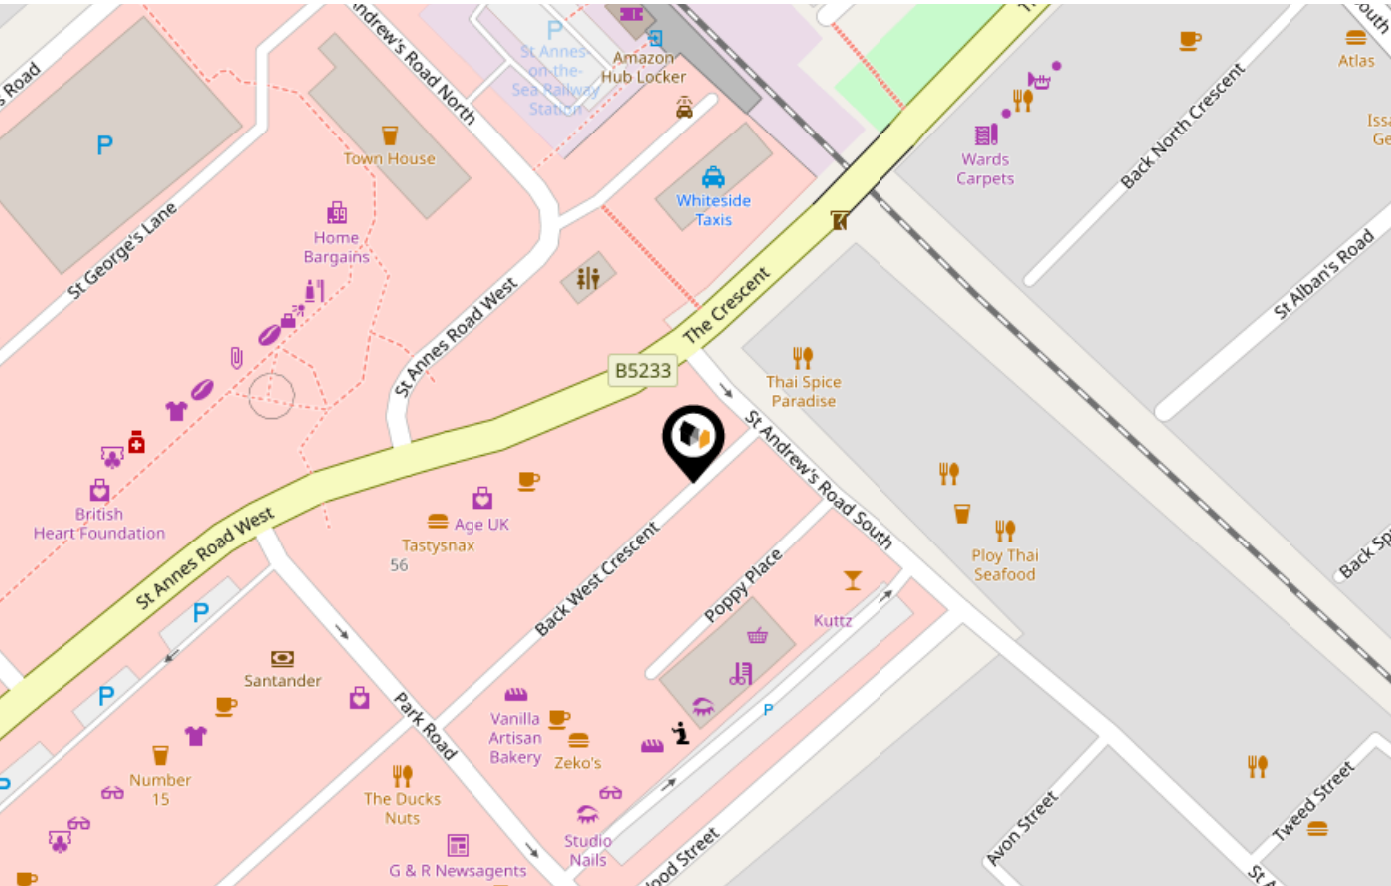 Andrew's Road North
P
St Annes-
on-the-
Sea Railway
Station
Amazon
Hub Locker
South
Atlas
s Road
P
Town House
Whiteside
Taxis
Wards
Carpets
Back North Crescent
St George's Lane
Home
Bargains
St Alban's Road
St Annes Road West
The Crescent
B5233
Thai Spice
Paradise
St Andrew's Road South
British
Heart Foundation
Age UK
Tastysnax
56
Ploy Thai
Seafood
St Annes Road West
Back West Crescent
Poppy Place
Kuttz
P
Santander
P
Park Road
Vanilla
Artisan
Bakery
Zeko's
P
P
Number
15
The Ducks
Nuts
Studio
Nails
G & R Newsagents
Avon Street
Tweed Street